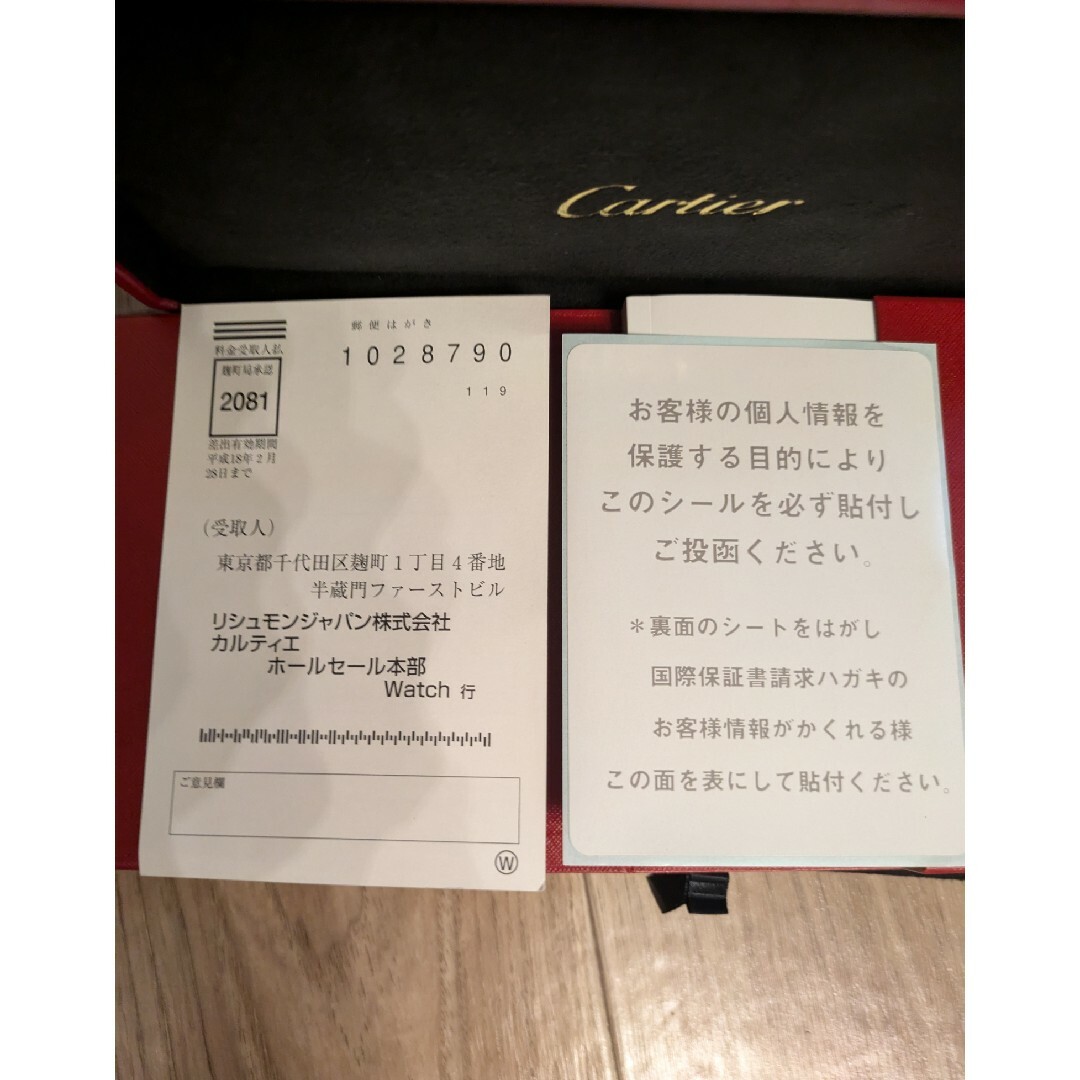 Cartier
郵便はがき
1028790
119
料金受取人払
麹町局承認
2081
差出有効期間
平成18年2月
28日まで
(受取人)
東京都千代田区麹町1丁目4番地
半蔵門ファーストビル
リシュモンジャパン株式会社
カルティエ
ホールセール本部
Watch 行
ご意見欄
W
お客様の個人情報を
保護する目的により
このシールを必ず貼付し
ご投函ください。
*裏面のシートをはがし
国際保証書請求ハガキの
お客様情報がかくれる様
この面を表にして貼付ください。